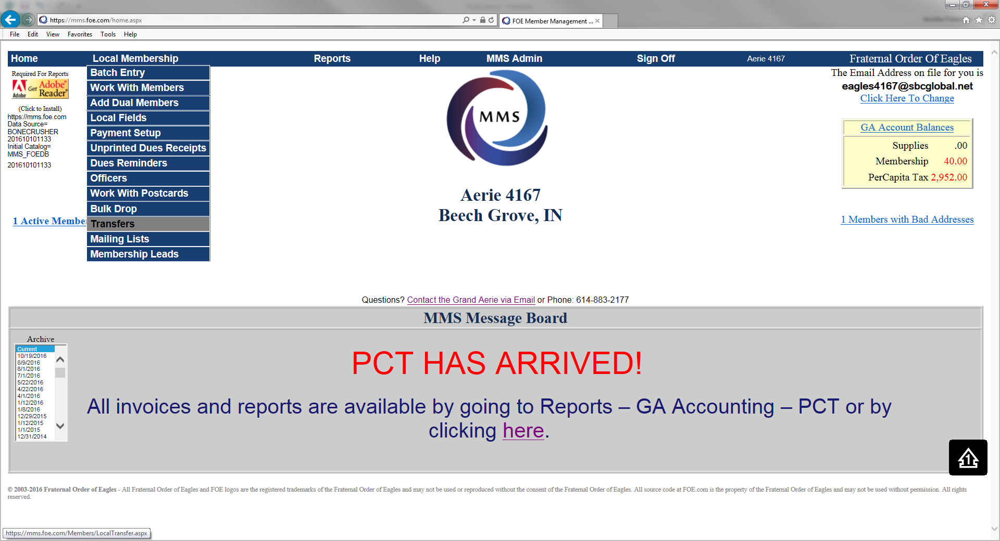 https://mms.foe.com/home.aspx
FOE Member Management ...
File Edit View Favorites Tools Help
Home Local Membership Reports Help MMS Admin Sign Off Aerie 4167 Fraternal Order Of Eagles
Required For Reports
Adobe Get Adobe® Reader®
(Click to Install)
https://mms.foe.com
Data Source=
BONECRUSHER
201610101133
Initial Catalog=
MMS_FOEDB
201610101133
1 Active Member
Batch Entry
Work With Members
Add Dual Members
Local Fields
Payment Setup
Unprinted Dues Receipts
Dues Reminders
Officers
Work With Postcards
Bulk Drop
Transfers
Mailing Lists
Membership Leads
MMS
Aerie 4167
Beech Grove, IN
The Email Address on file for you is
eagles4167@sbcglobal.net
Click Here To Change
GA Account Balances
Supplies .00
Membership 40.00
PerCapita Tax 2,952.00
1 Members with Bad Addresses
Questions? Contact the Grand Aerie via Email or Phone: 614-883-2177
MMS Message Board
Archive
Current
10/19/2016
8/9/2016
8/1/2016
7/1/2016
5/22/2016
4/22/2016
4/1/2016
1/12/2016
1/8/2016
12/29/2015
1/12/2015
1/1/2015
12/31/2014
PCT HAS ARRIVED!
All invoices and reports are available by going to Reports – GA Accounting – PCT or by
clicking here.
1
© 2003-2016 Fraternal Order of Eagles - All Fraternal Order of Eagles and FOE logos are the registered trademarks of the Fraternal Order of Eagles and may not be used or reproduced without the consent of the Fraternal Order of Eagles. All source code at FOE.com is the property of the Fraternal Order of Eagles and may not be used without permission. All rights
reserved.
https://mms.foe.com/Members/LocalTransfer.aspx